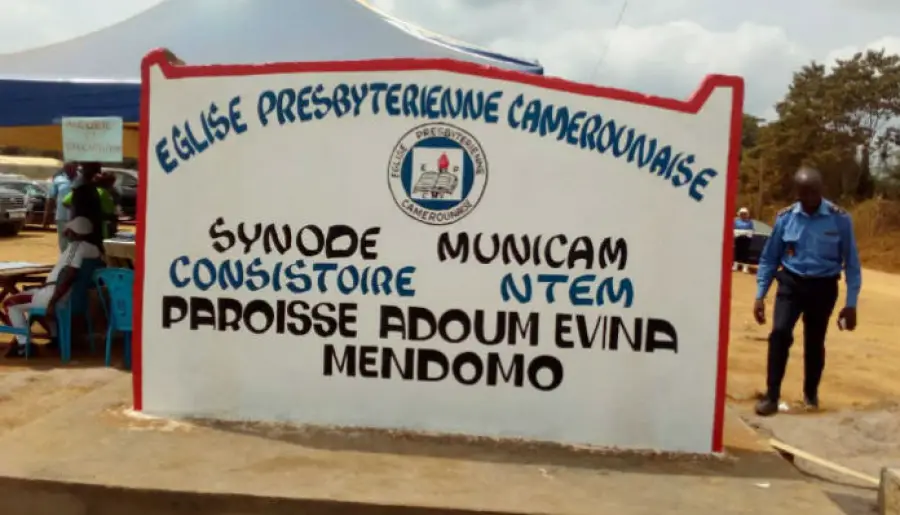 EGLISE PRESBYTERIENNE CAMEROUNAISE
EGLISE PRESBYTERIENNE
CAMEROUNAISE
SYNODE MUNICAM
CONSISTOIRE NTEM
PAROISSE ADOUM EVINA
MENDOMO